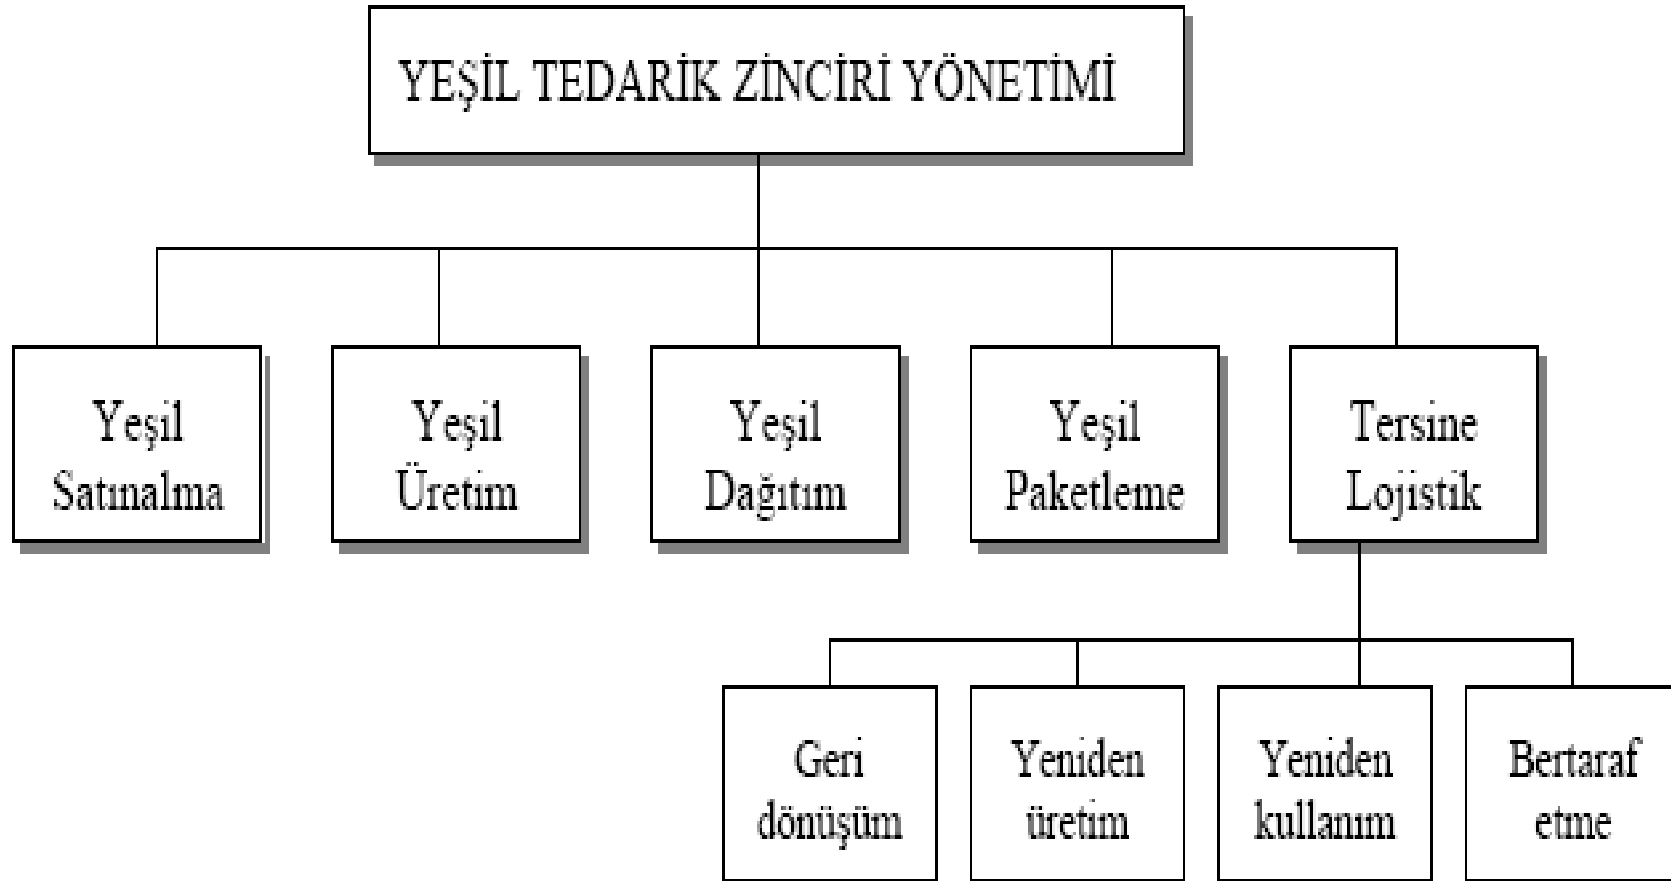 YEŞİL TEDARİK ZİNCİRİ YÖNETİMİ
Yeşil
Satınalma
Yeşil
Üretim
Yeşil
Dağıtım
Yeşil
Paketleme
Tersine
Lojistik
Geri
dönüşüm
Yeniden
üretim
Yeniden
kullanım
Bertaraf
etme